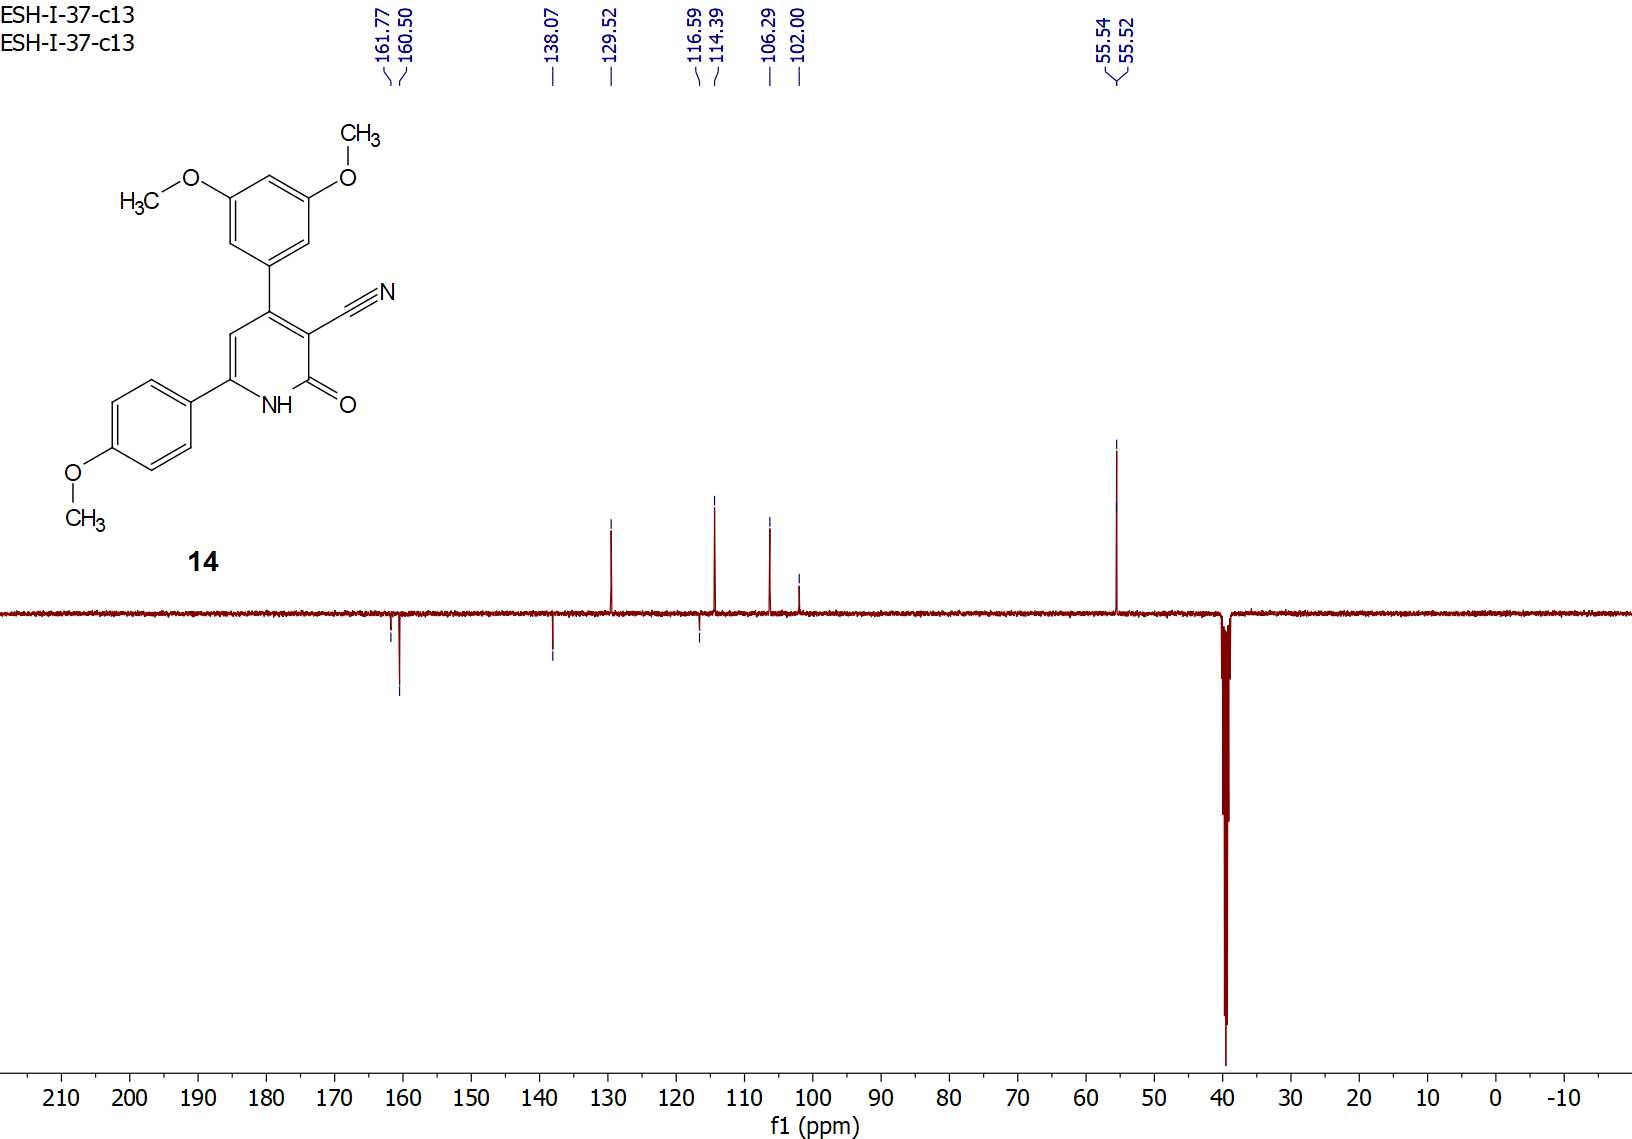 ESH-I-37-c13
ESH-I-37-c13
161.77
160.50
138.07
129.52
116.59
114.39
106.29
102.00
55.54
55.52
CH3
H3C
O
O
N
NH
O
O
CH3
14
210 200 190 180 170 160 150 140 130 120 110 100 90 80 70 60 50 40 30 20 10 0 -10
f1 (ppm)